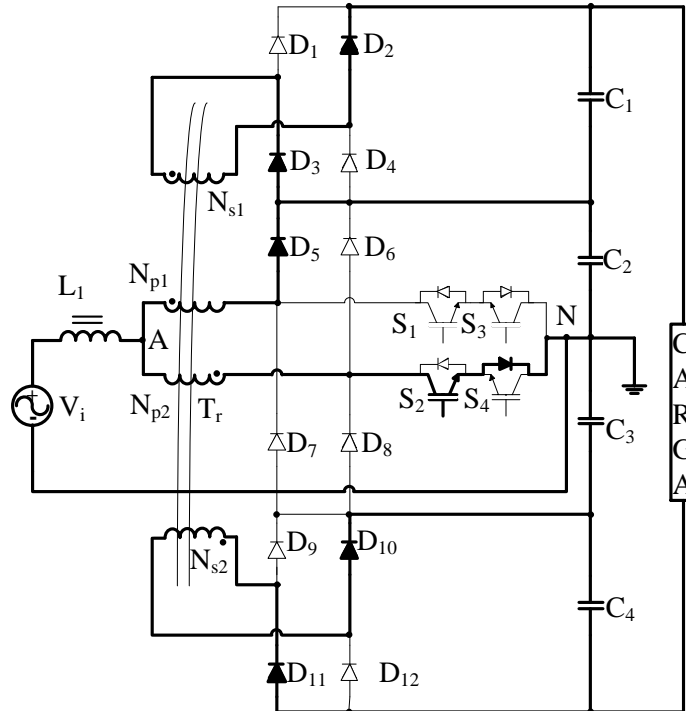 D1 D2
C1
D3 D4
Ns1
D5 D6
C2
Np1
L1
S1 S3
N
A
Vi
Np2 Tr
S2 S4
C
A
R
G
A
C3
D7 D8
Ns2
D9 D10
C4
D11 D12